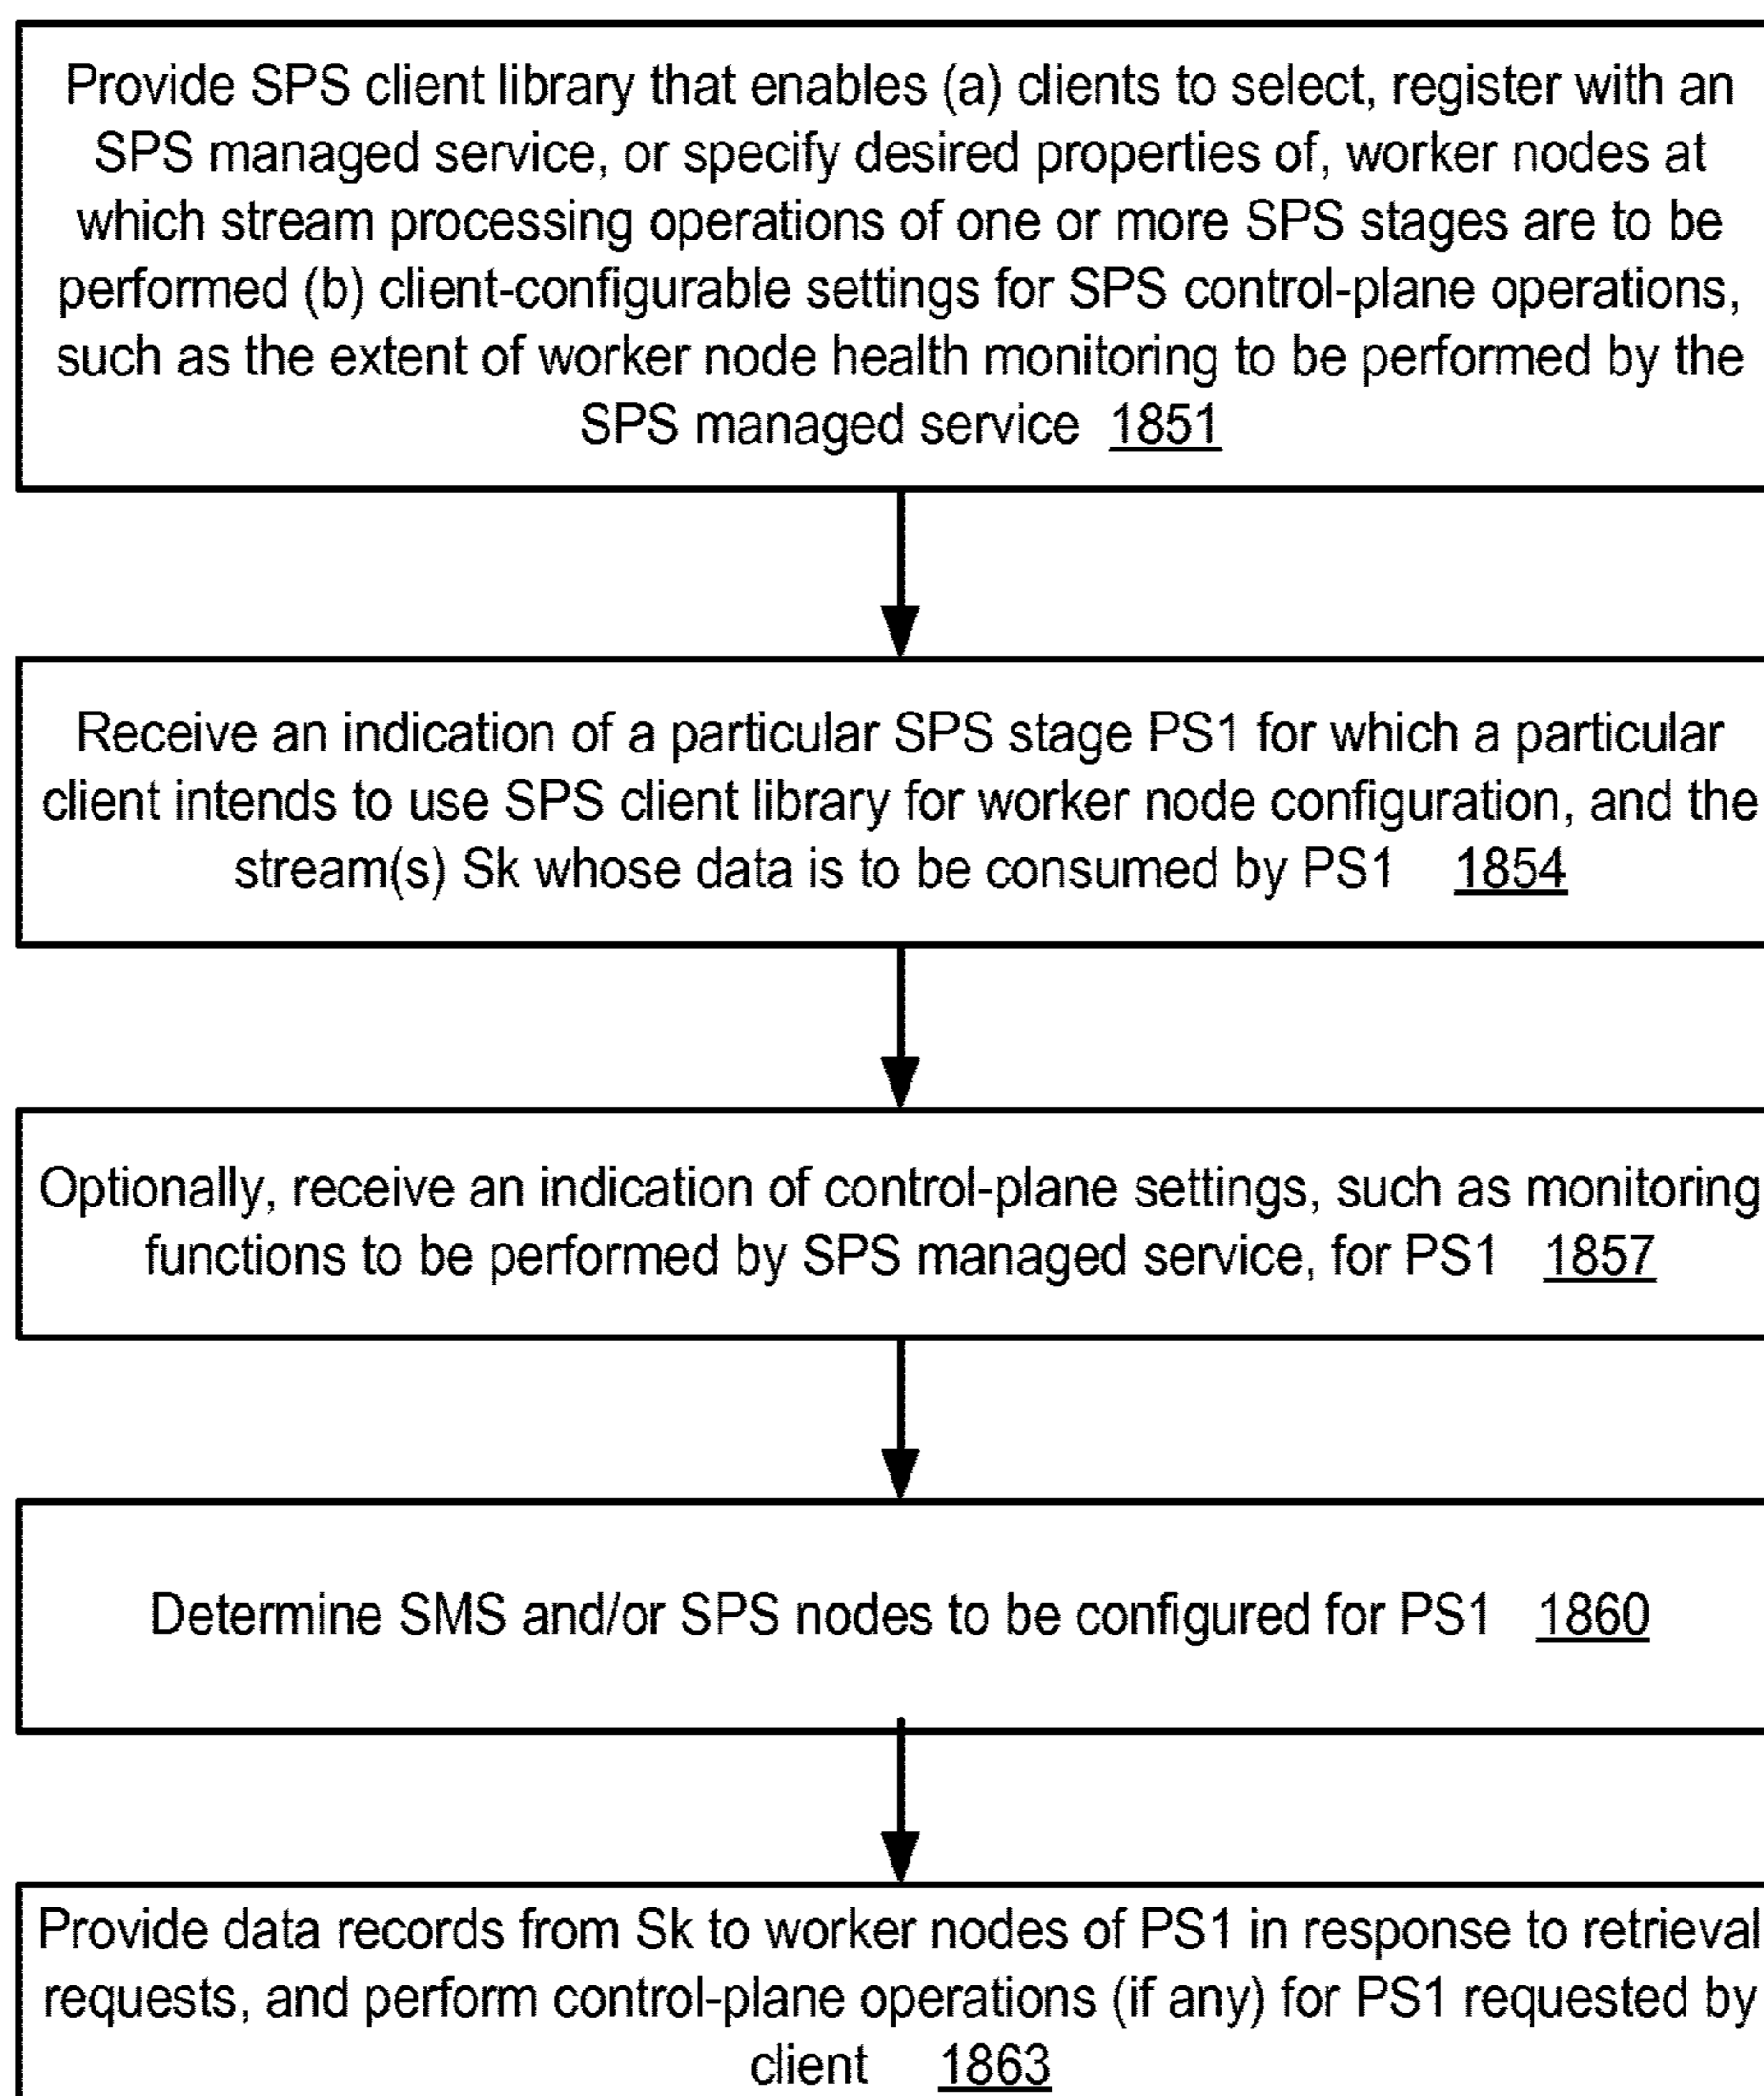 Provide SPS client library that enables (a) clients to select, register with an
SPS managed service, or specify desired properties of, worker nodes at
which stream processing operations of one or more SPS stages are to be
performed (b) client-configurable settings for SPS control-plane operations,
such as the extent of worker node health monitoring to be performed by the
SPS managed service 1851
Receive an indication of a particular SPS stage PS1 for which a particular
client intends to use SPS client library for worker node configuration, and the
stream(s) Sk whose data is to be consumed by PS1 1854
Optionally, receive an indication of control-plane settings, such as monitoring
functions to be performed by SPS managed service, for PS1 1857
Determine SMS and/or SPS nodes to be configured for PS1 1860
Provide data records from Sk to worker nodes of PS1 in response to retrieval
requests, and perform control-plane operations (if any) for PS1 requested by
client 1863